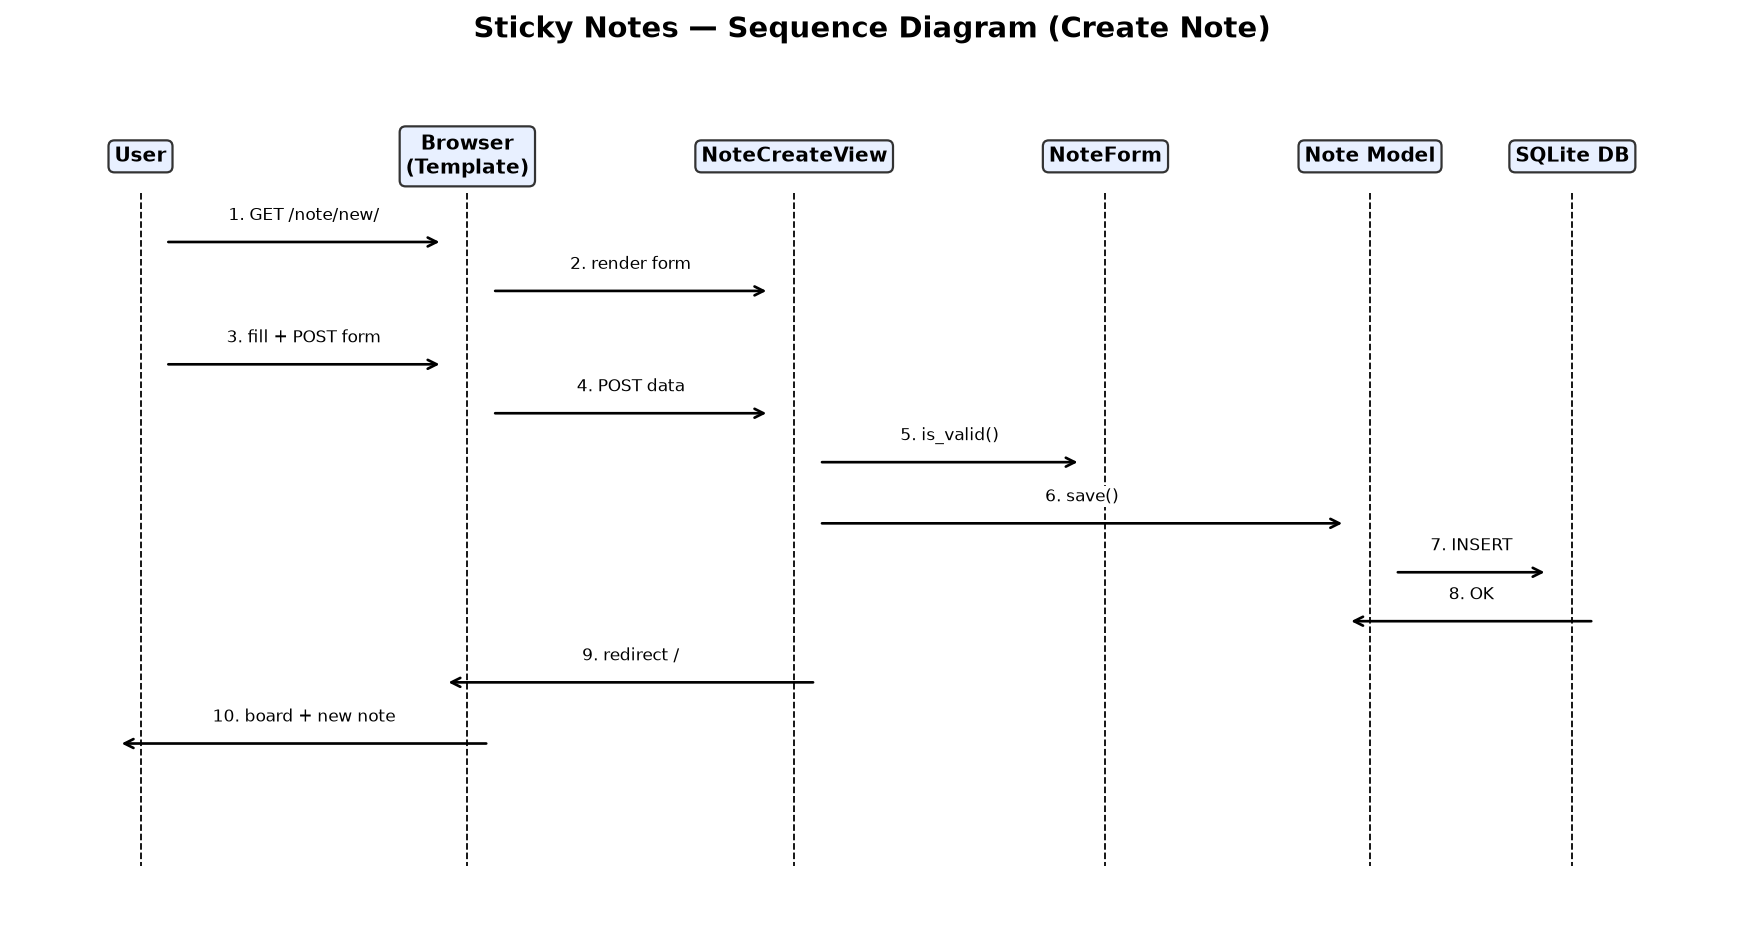 Sticky Notes — Sequence Diagram (Create Note)
User
Browser
(Template)
NoteCreateView
NoteForm
Note Model
SQLite DB
1. GET /note/new/
2. render form
3. fill + POST form
4. POST data
5. is_valid()
6. save()
7. INSERT
8. OK
9. redirect /
10. board + new note